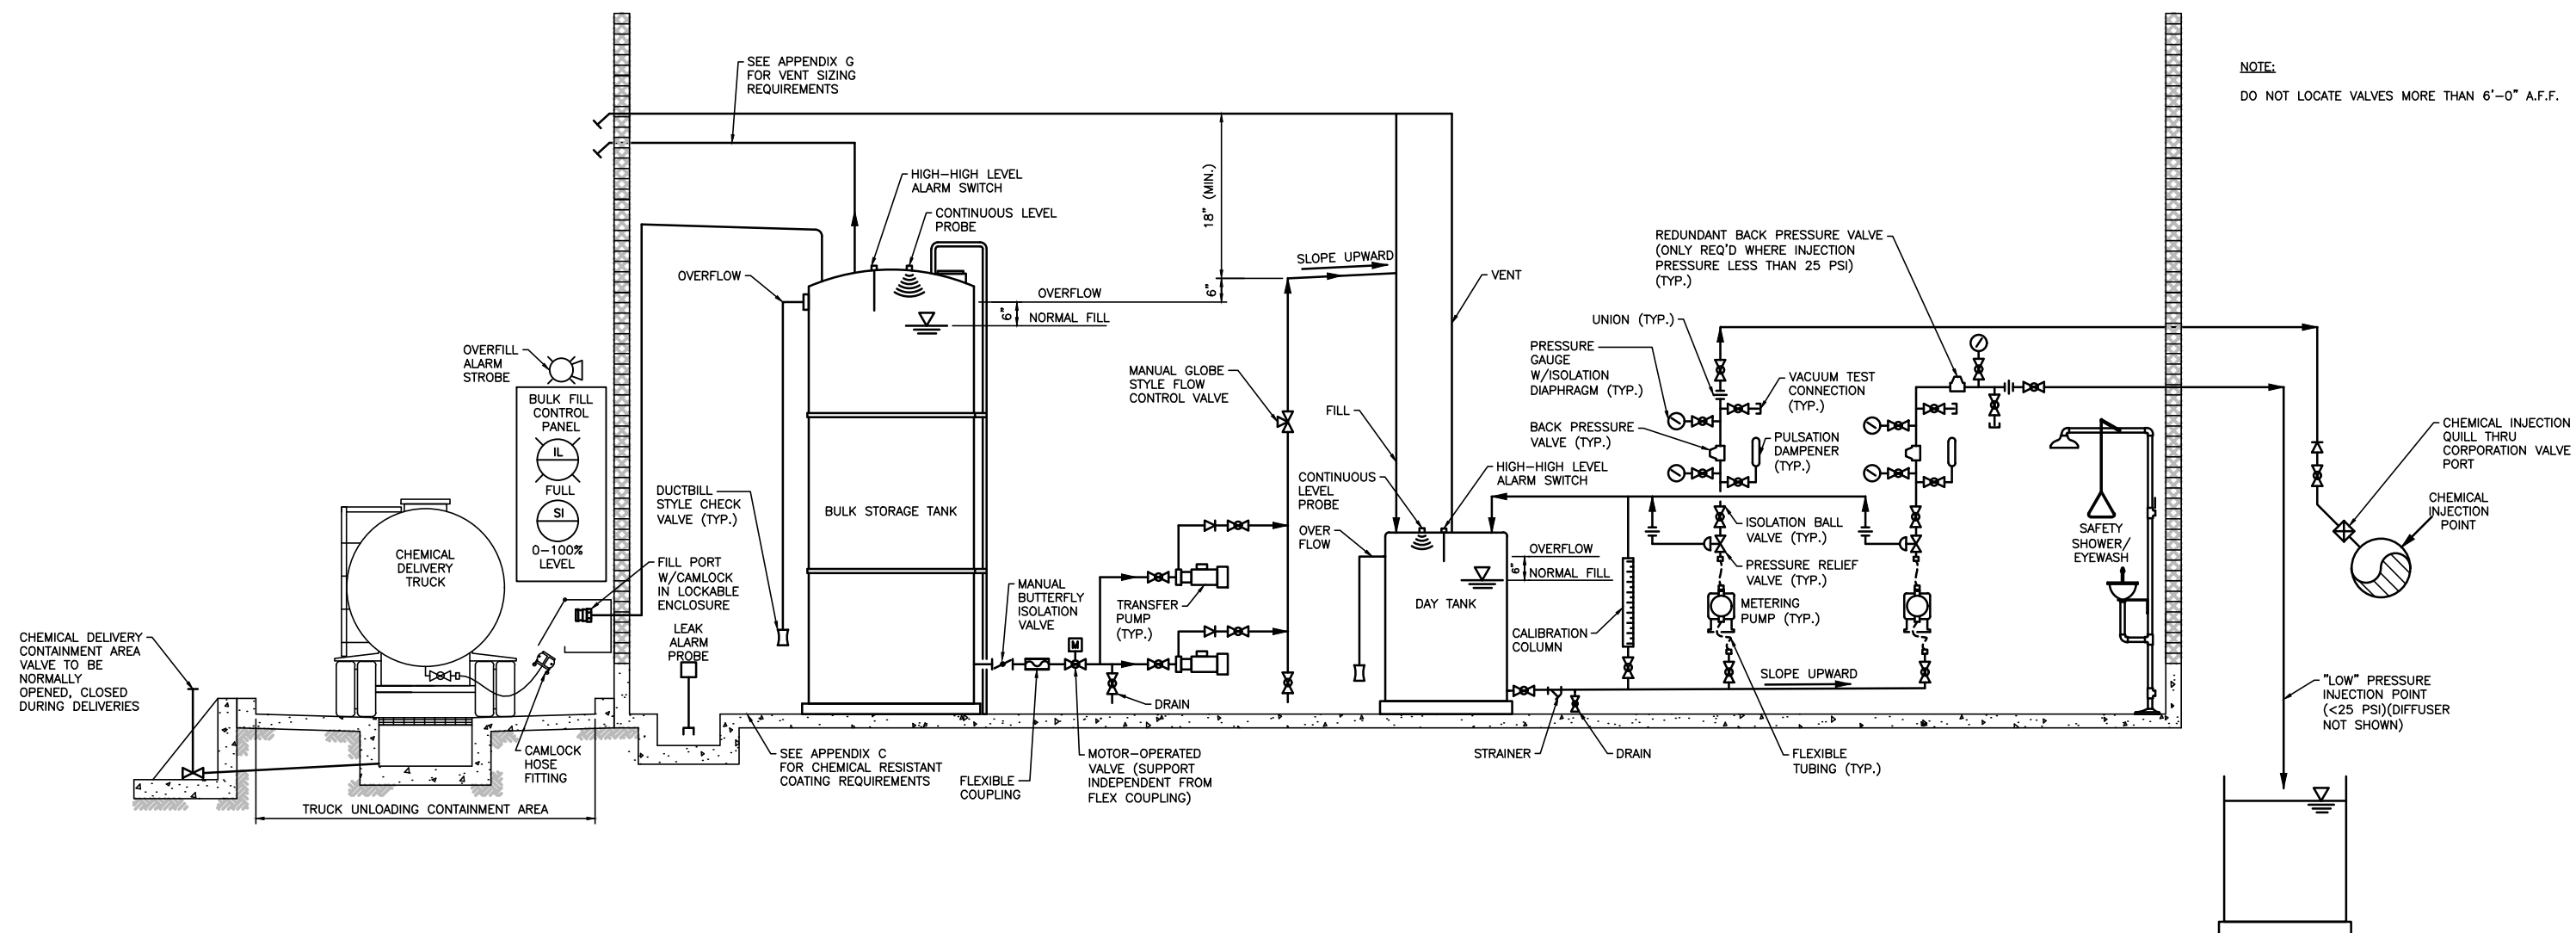 SEE APPENDIX G
FOR VENT SIZING
REQUIREMENTS
NOTE:
DO NOT LOCATE VALVES MORE THAN 6'-0" A.F.F.
HIGH-HIGH LEVEL
ALARM SWITCH
CONTINUOUS LEVEL
PROBE
18" (MIN.)
6"
SLOPE UPWARD
OVERFLOW
OVERFLOW
6"
NORMAL FILL
VENT
REDUNDANT BACK PRESSURE VALVE
(ONLY REQ'D WHERE INJECTION
PRESSURE LESS THAN 25 PSI)
(TYP.)
UNION (TYP.)
PRESSURE
GAUGE
W/ISOLATION
DIAPHRAGM (TYP.)
VACUUM TEST
CONNECTION
(TYP.)
BACK PRESSURE
VALVE (TYP.)
PULSATION
DAMPENER
(TYP.)
OVERFILL
ALARM
STROBE
BULK FILL
CONTROL
PANEL
IL
FULL
SI
0-100%
LEVEL
MANUAL GLOBE
STYLE FLOW
CONTROL VALVE
FILL
HIGH-HIGH LEVEL
ALARM SWITCH
CONTINUOUS
LEVEL
PROBE
CHEMICAL INJECTION
QUILL THRU
CORPORATION VALVE
PORT
CHEMICAL
INJECTION
POINT
DUCTBILL
STYLE CHECK
VALVE (TYP.)
BULK STORAGE TANK
CHEMICAL
DELIVERY
TRUCK
FILL PORT
W/CAMLOCK
IN LOCKABLE
ENCLOSURE
OVER
FLOW
OVERFLOW
6"
NORMAL FILL
DAY TANK
ISOLATION BALL
VALVE (TYP.)
PRESSURE RELIEF
VALVE (TYP.)
METERING
PUMP (TYP.)
SAFETY
SHOWER/
EYEWASH
CHEMICAL DELIVERY
CONTAINMENT AREA
VALVE TO BE
NORMALLY
OPENED, CLOSED
DURING DELIVERIES
LEAK
ALARM
PROBE
MANUAL
BUTTERFLY
ISOLATION
VALVE
M
TRANSFER
PUMP
(TYP.)
CALIBRATION
COLUMN
SLOPE UPWARD
DRAIN
"LOW" PRESSURE
INJECTION POINT
(<25 PSI)(DIFFUSER
NOT SHOWN)
CAMLOCK
HOSE
FITTING
SEE APPENDIX C
FOR CHEMICAL RESISTANT
COATING REQUIREMENTS
FLEXIBLE
COUPLING
MOTOR-OPERATED
VALVE (SUPPORT
INDEPENDENT FROM
FLEX COUPLING)
STRAINER
DRAIN
FLEXIBLE
TUBING (TYP.)
TRUCK UNLOADING CONTAINMENT AREA